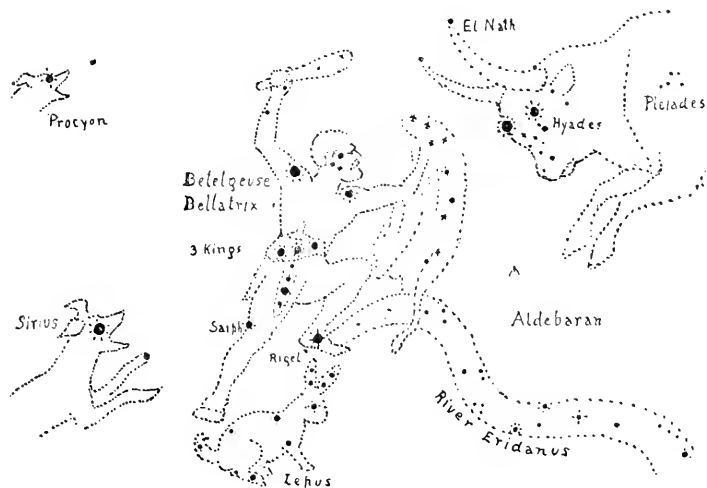 El Nath
Procyon
Hyades
Pleiades
Betelgeuse
Bellatrix
3 Kings
Sirius
Saiph
Rigel
Aldebaran
River Eridanus
Lepus